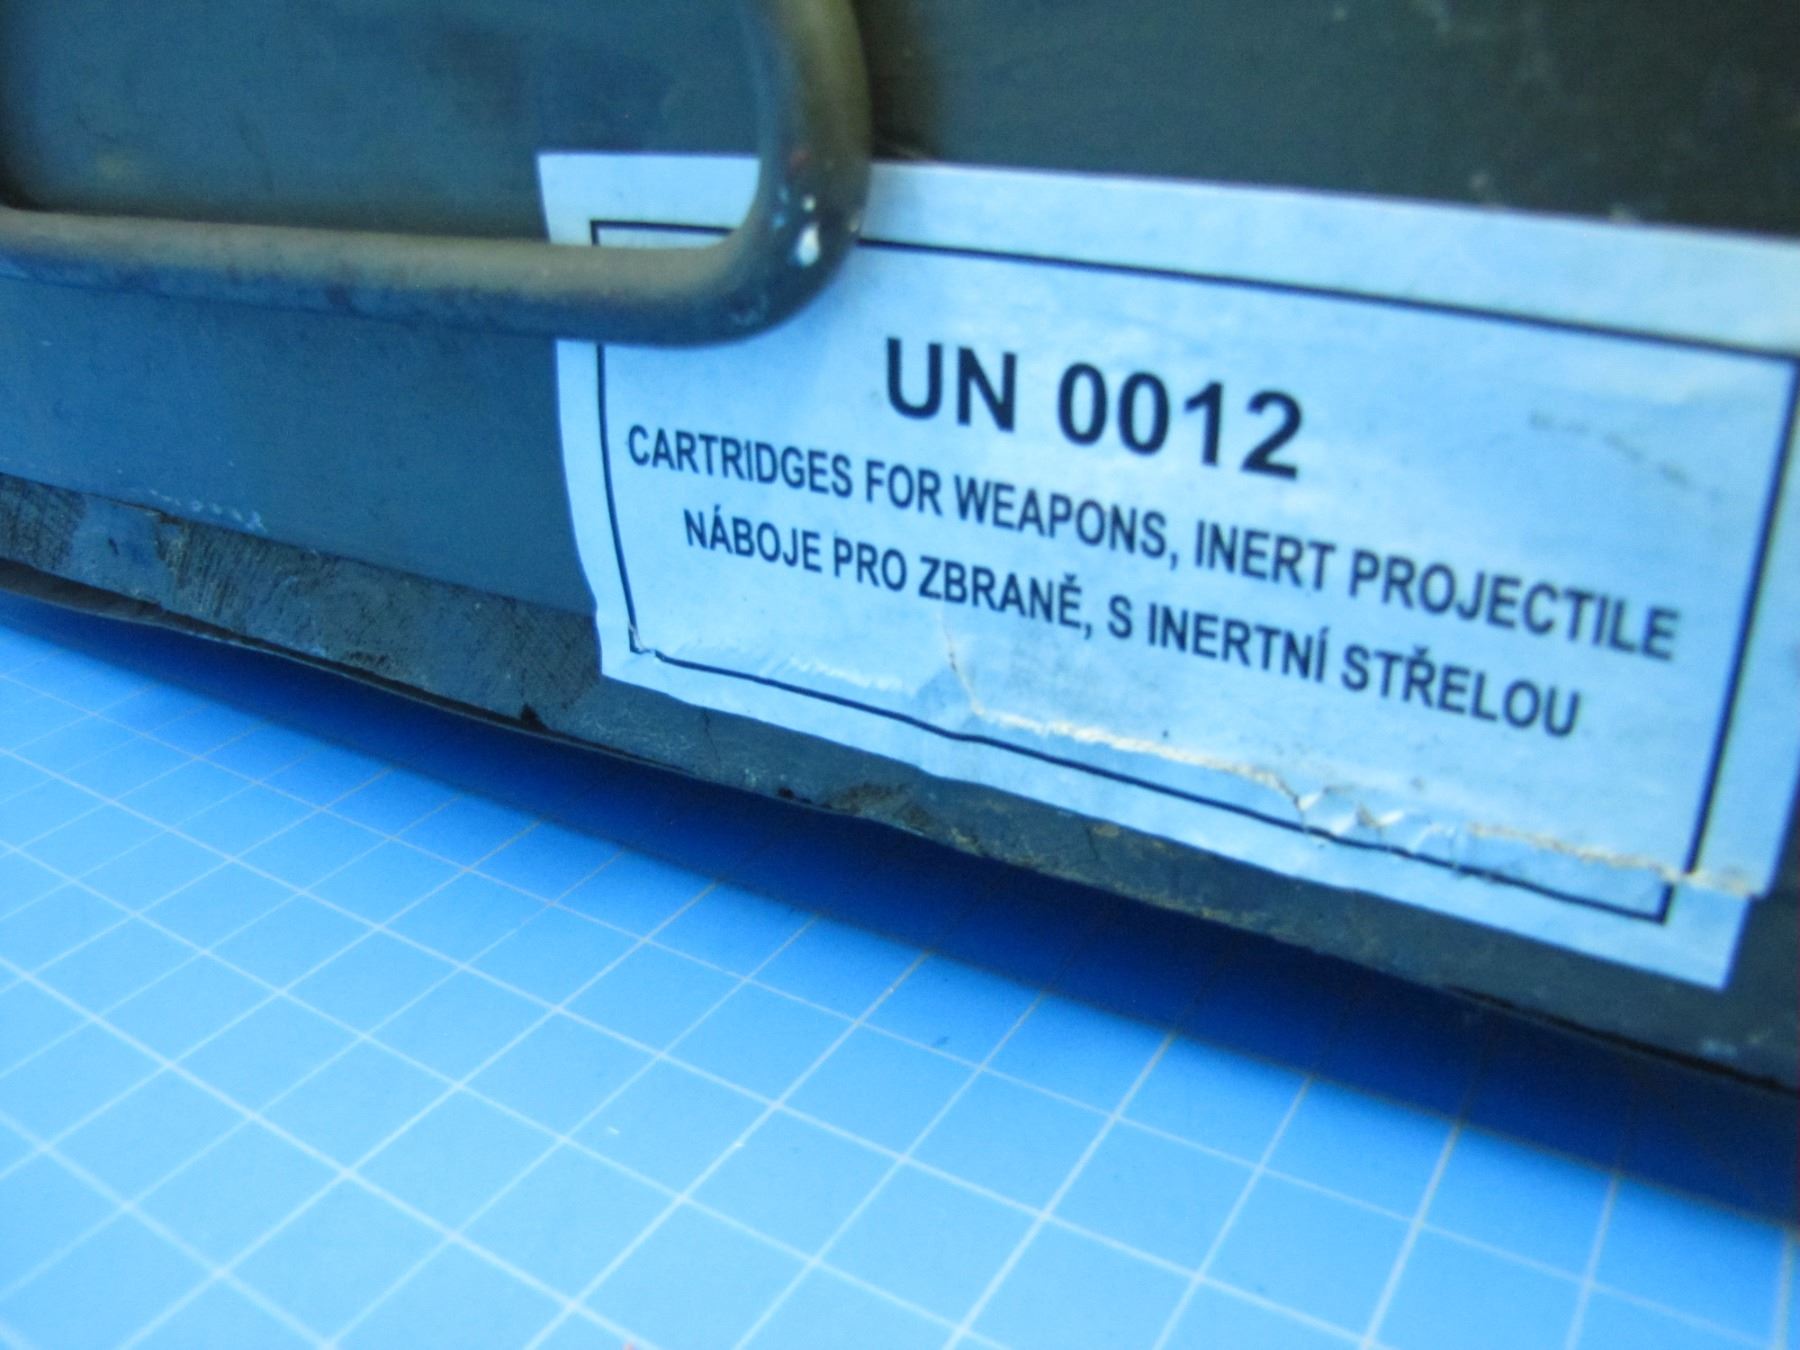 UN 0012
CARTRIDGES FOR WEAPONS, INERT PROJECTILE
NÁBOJE PRO ZBRANĚ, S INERTNÍ STŘELOU